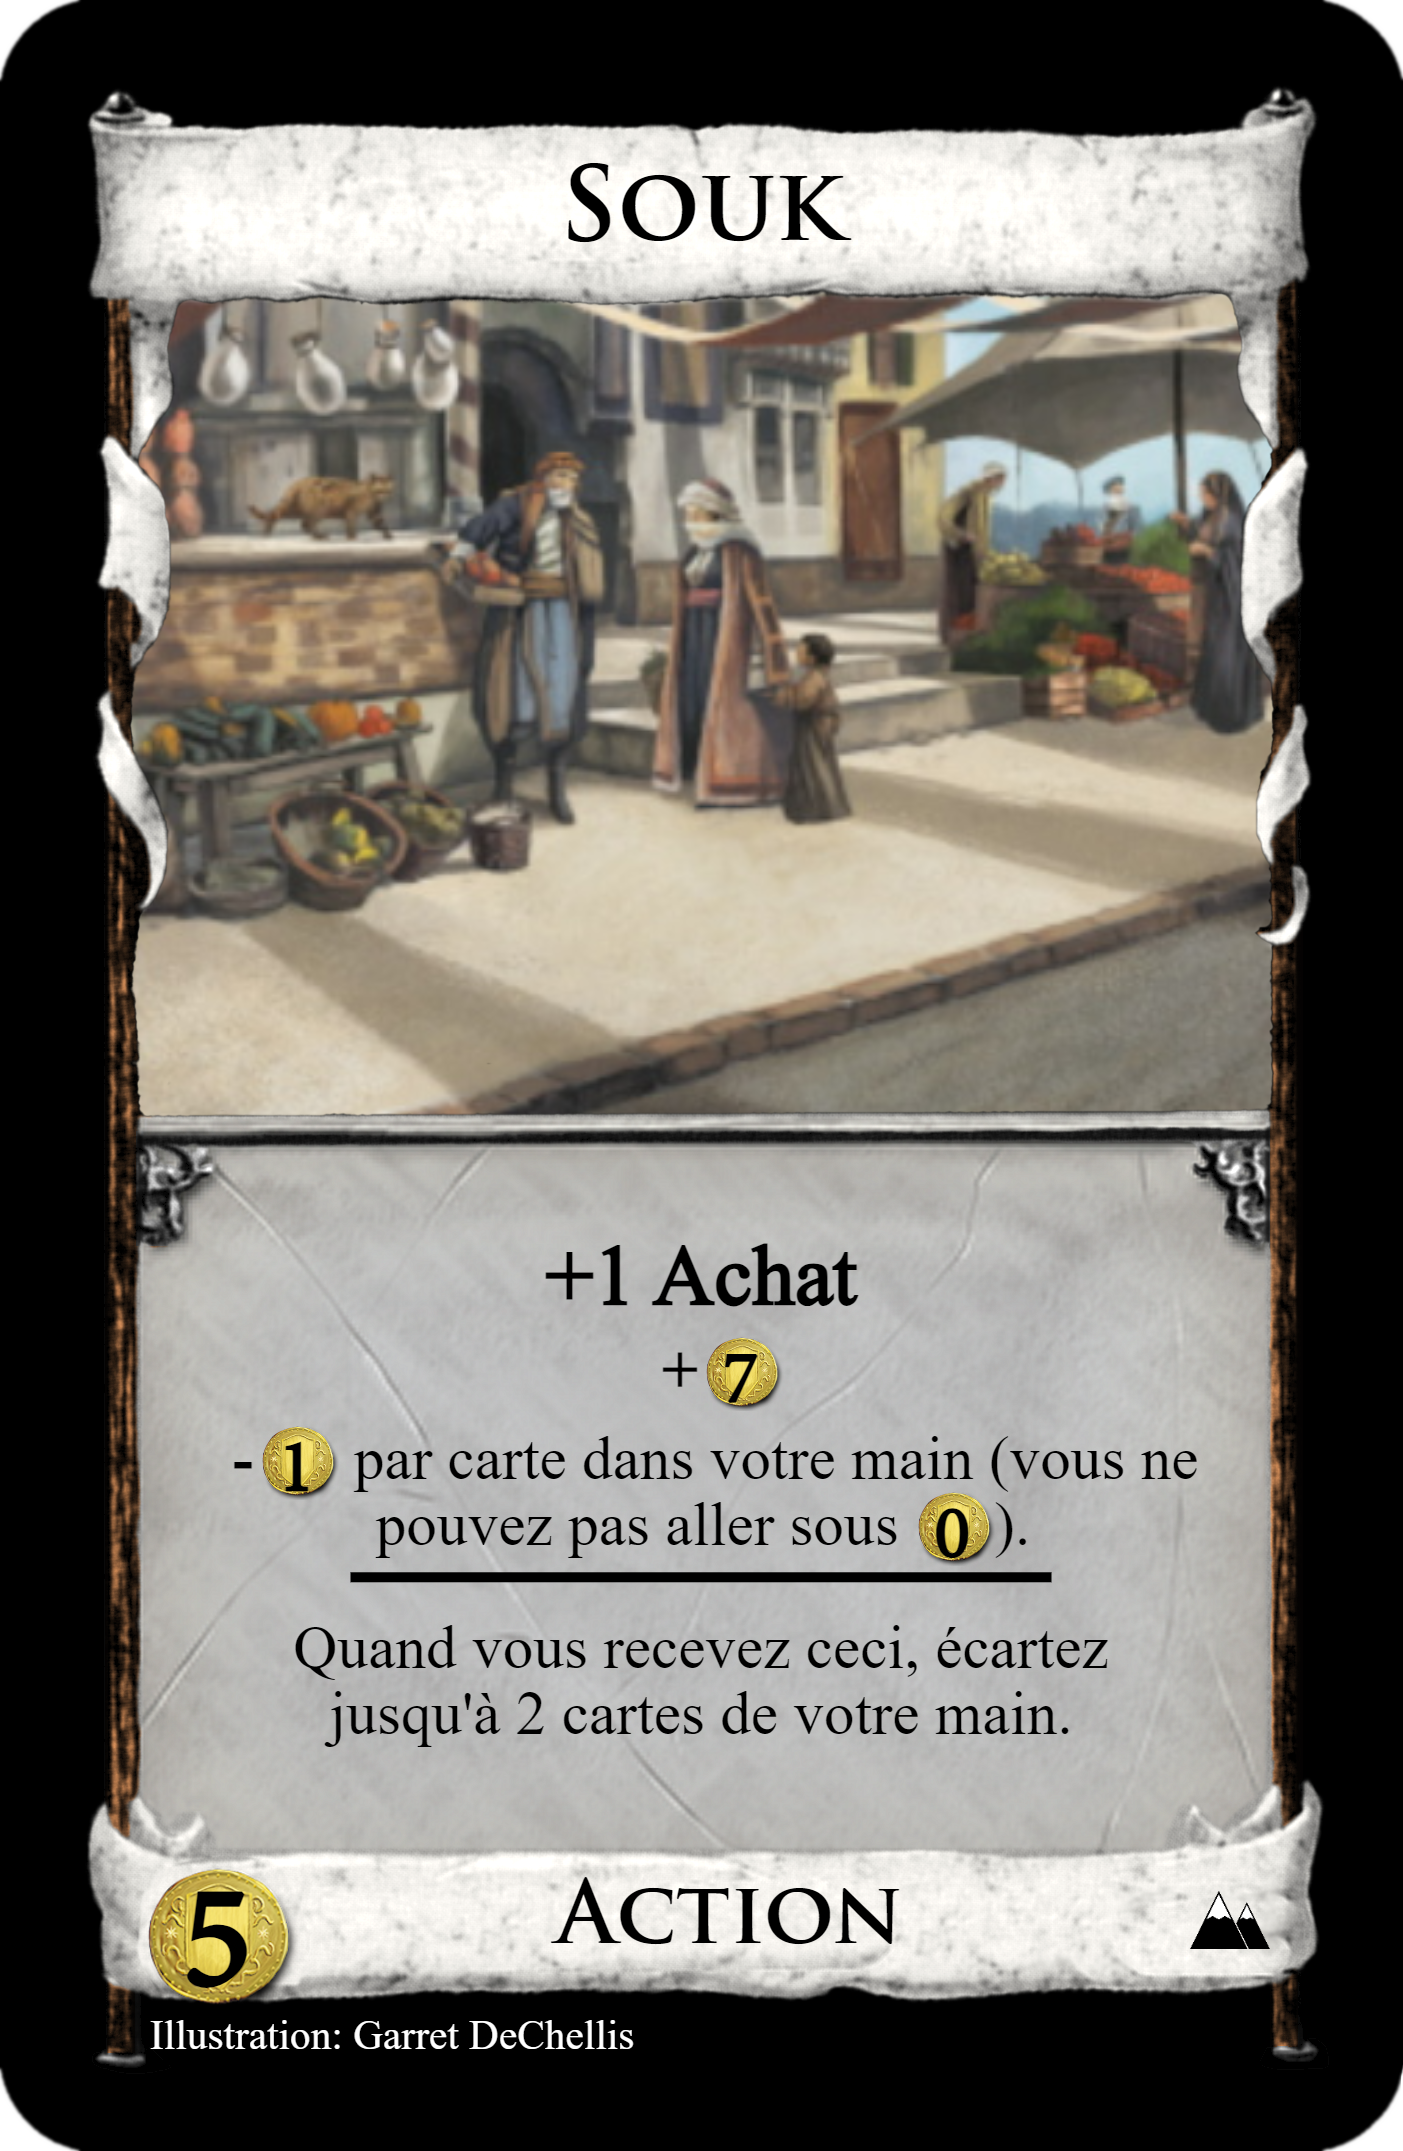 Souk
+1 Achat
+7
-1 par carte dans votre main (vous ne
pouvez pas aller sous 0).
Quand vous recevez ceci, écartez
jusqu'à 2 cartes de votre main.
5 Action
Illustration: Garret DeChellis